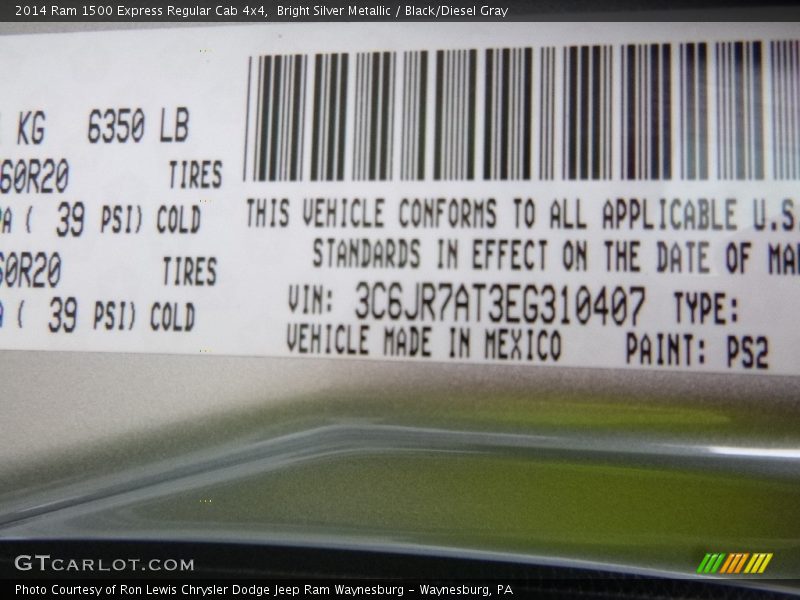 2014 Ram 1500 Express Regular Cab 4x4, Bright Silver Metallic / Black/Diesel Gray
KG 6350 LB
60R20 TIRES
PA ( 39 PSI) COLD
60R20 TIRES
( 39 PSI) COLD
THIS VEHICLE CONFORMS TO ALL APPLICABLE U.S.
STANDARDS IN EFFECT ON THE DATE OF MA
VIN: 3C6JR7AT3EG310407 TYPE:
VEHICLE MADE IN MEXICO PAINT: PS2
GTCARLOT.COM
Photo Courtesy of Ron Lewis Chrysler Dodge Jeep Ram Waynesburg - Waynesburg, PA